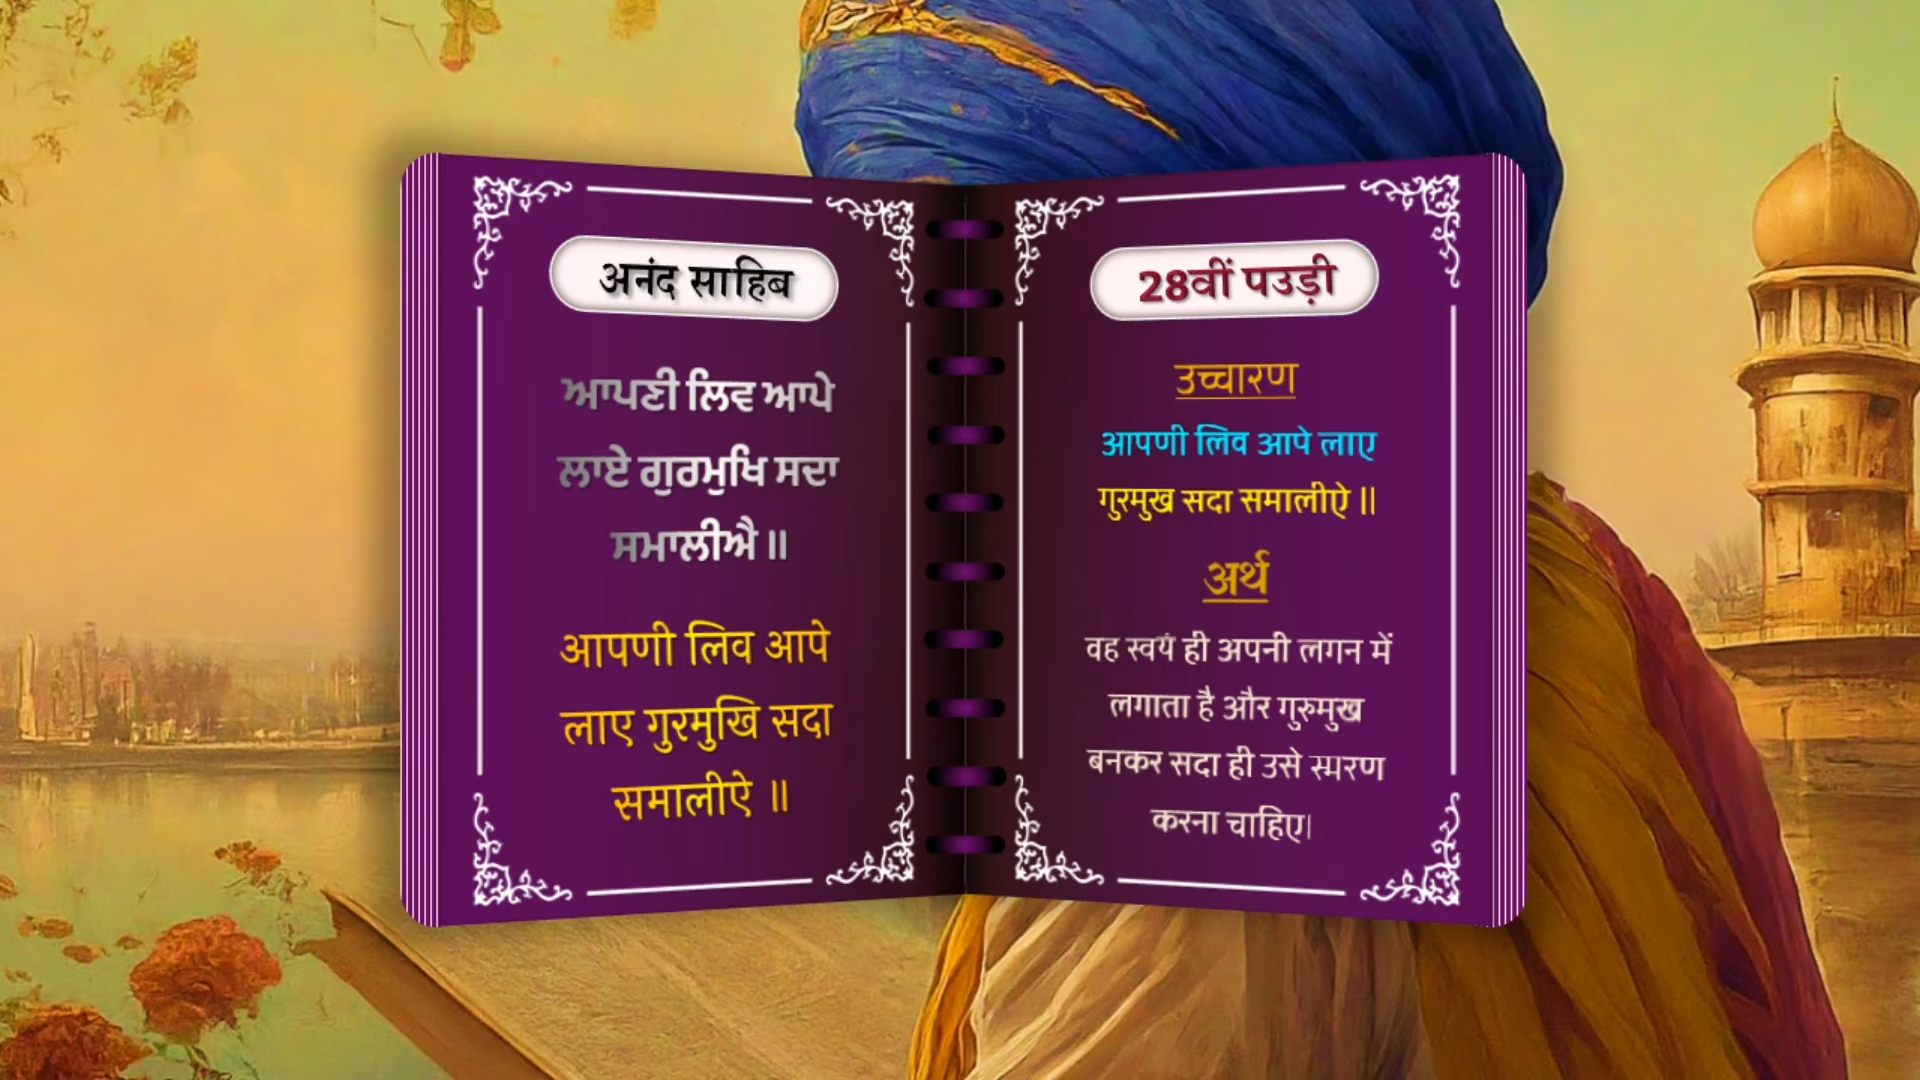 अनंद साहिब
ਆਪਣੀ ਲਿਵ ਆਪੇ
ਲਾਏ ਗੁਰਮੁਖਿ ਸਦਾ
ਸਮਾਲੀਐ ॥
आपणी लिव आपे
लाए गुरमुखि सदा
समालीऐ ॥
28वीं पउड़ी
उच्चारण
आपणी लिव आपे लाए
गुरमुख सदा समालीऐ ॥
अर्थ
वह स्वयं ही अपनी लगन में
लगाता है और गुरुमुख
बनकर सदा ही उसे स्मरण
करना चाहिए।